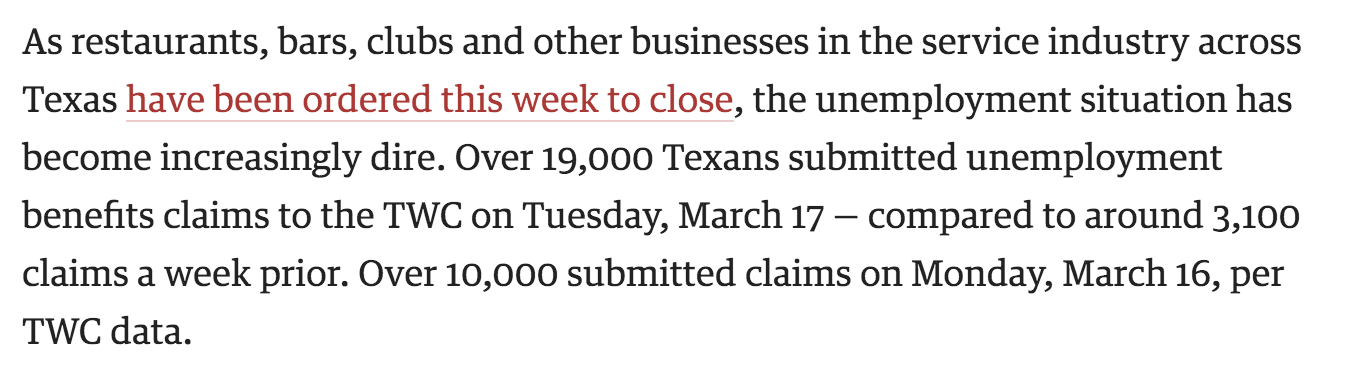 As restaurants, bars, clubs and other businesses in the service industry across
Texas have been ordered this week to close, the unemployment situation has
become increasingly dire. Over 19,000 Texans submitted unemployment
benefits claims to the TWC on Tuesday, March 17 — compared to around 3,100
claims a week prior. Over 10,000 submitted claims on Monday, March 16, per
TWC data.